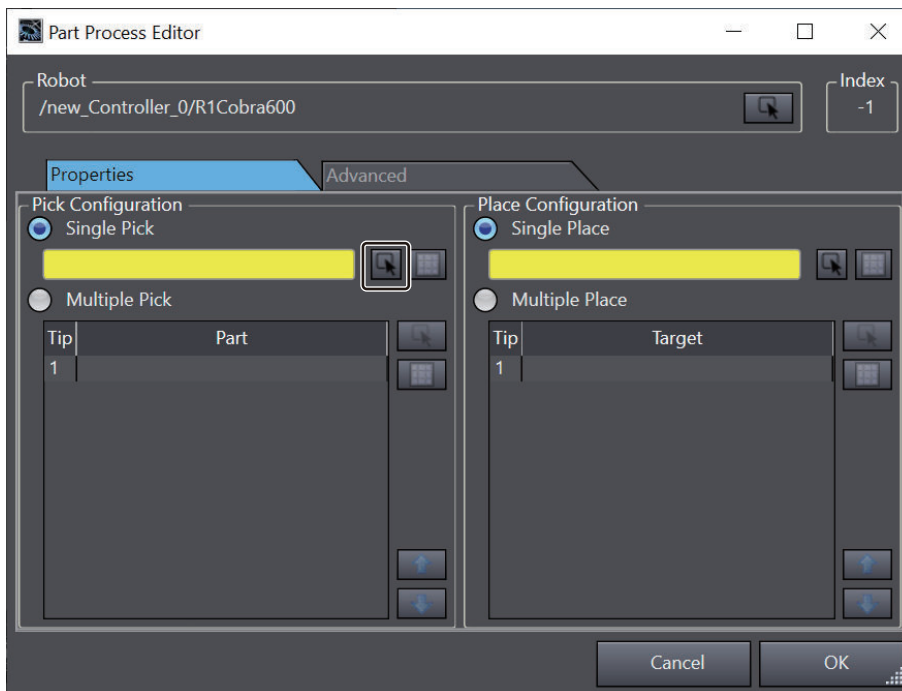 Part Process Editor
Robot
/new_Controller_0/R1Cobra600
Index
-1
Properties
Advanced
Pick Configuration
Single Pick
Multiple Pick
Tip Part
1
Place Configuration
Single Place
Multiple Place
Tip Target
1
Cancel
OK